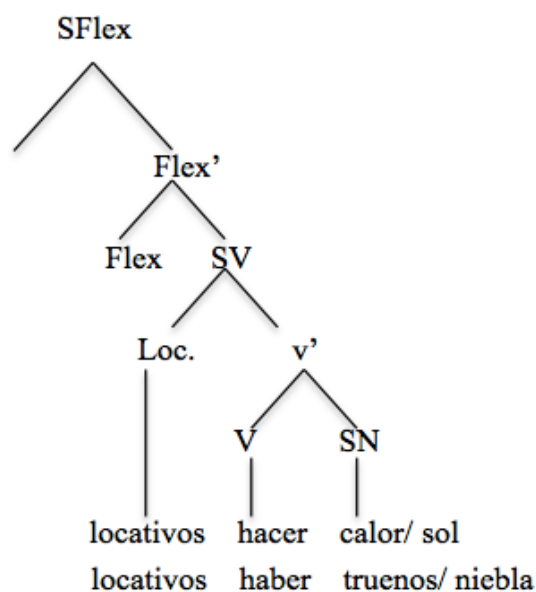 SFlex
Flex’
Flex SV
Loc. v’
V SN
locativos hacer calor/ sol
locativos haber truenos/ niebla